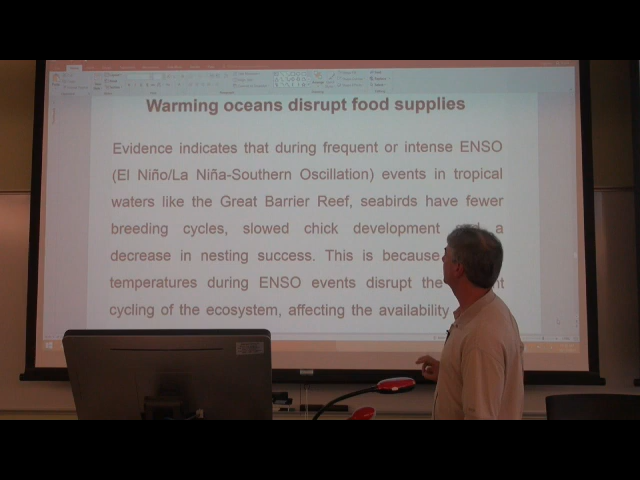 Warming oceans disrupt food supplies
Evidence indicates that during frequent or intense ENSO
(El Niño/La Niña-Southern Oscillation) events in tropical
waters like the Great Barrier Reef, seabirds have fewer
breeding cycles, slowed chick development a
decrease in nesting success. This is because
temperatures during ENSO events disrupt the
cycling of the ecosystem, affecting the availability